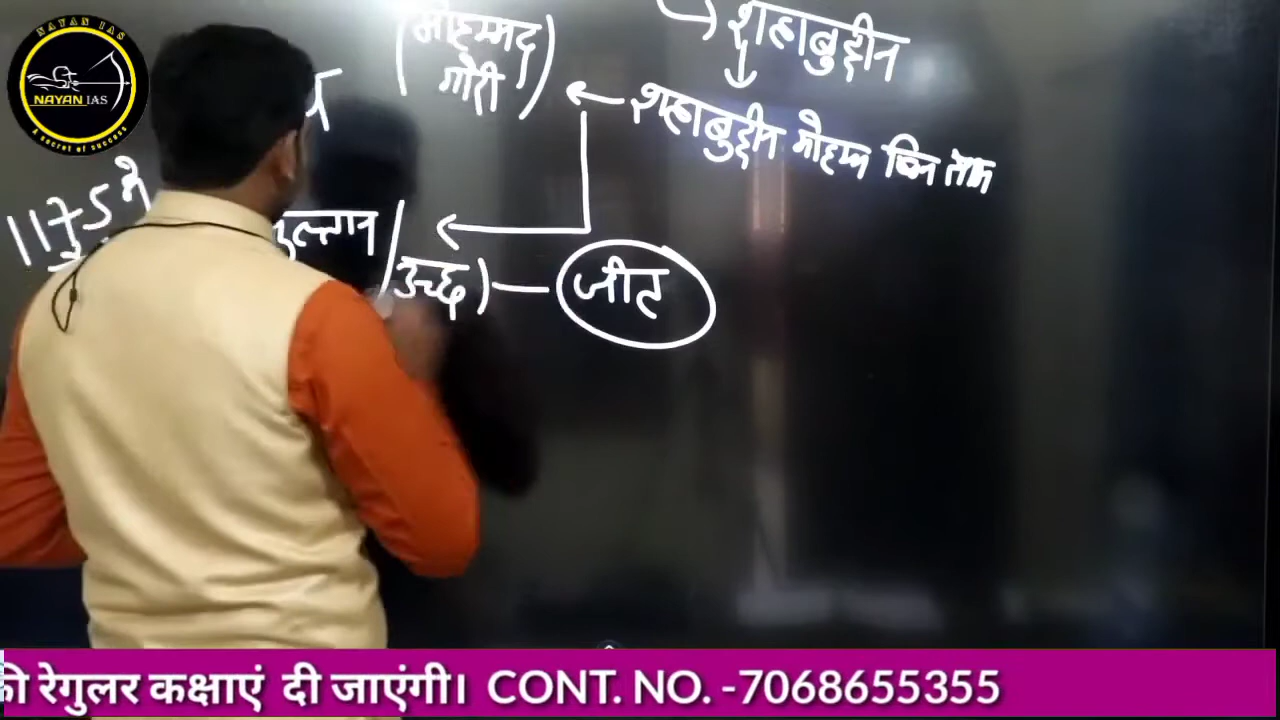 NAYAN IAS
NAYAN IAS
A secret of success
(मोहम्मद
गोरी)
शहाबुद्दीन
शहाबुद्दीन मोहम्म बिन साम
1175 ने
मुल्तान / उच्छ) — जीत
की रेगुलर कक्षाएं दी जाएंगी। CONT. NO. -7068655355